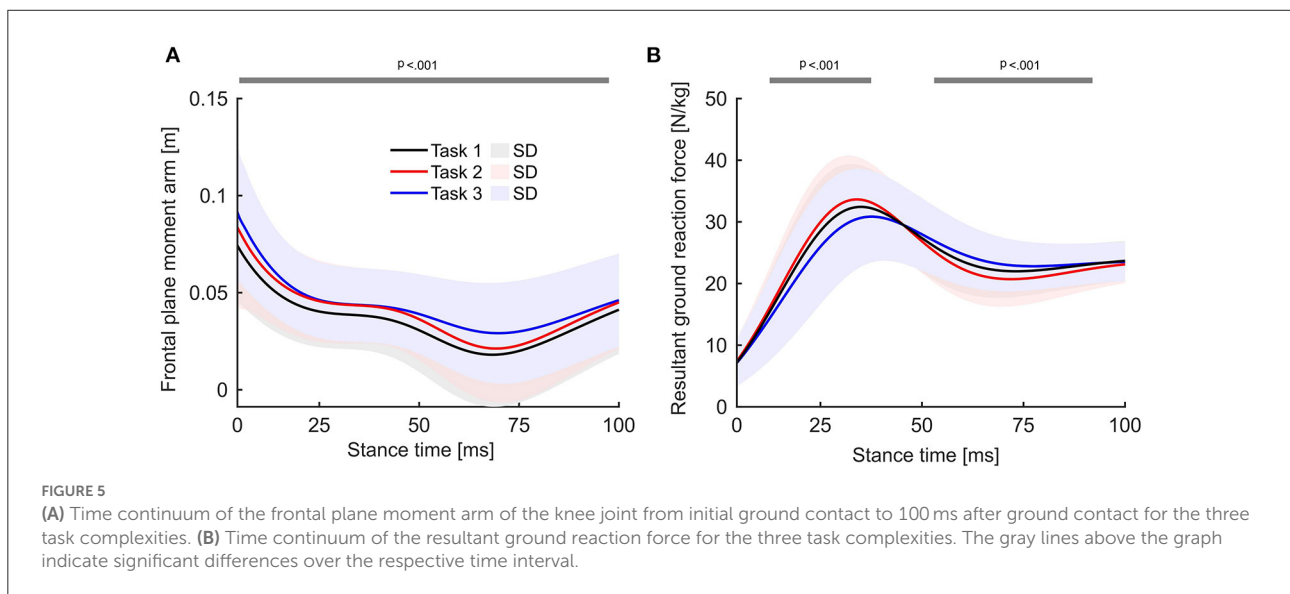 A
p <.001
0.15
0.1
0.05
0
Frontal plane moment arm [m]
Task 1 SD
Task 2 SD
Task 3 SD
0 25 50 75 100
Stance time [ms]
B
p <.001 p <.001
50
40
30
20
10
0
Resultant ground reaction force [N/kg]
0 25 50 75 100
Stance time [ms]
FIGURE 5
(A) Time continuum of the frontal plane moment arm of the knee joint from initial ground contact to 100 ms after ground contact for the three
task complexities. (B) Time continuum of the resultant ground reaction force for the three task complexities. The gray lines above the graph
indicate significant differences over the respective time interval.